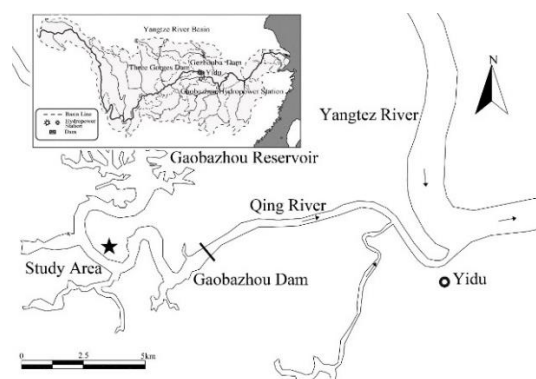 Yangtze River Basin
Gezhouba Dam
Three Gorges Dam
Yidu
Gaobazhou Hydropower Station
Basin Line
Hydropower
Station
Dam
N
Yangtez River
Gaobazhou Reservoir
Qing River
Study Area
Gaobazhou Dam
Yidu
0
2.5
5km